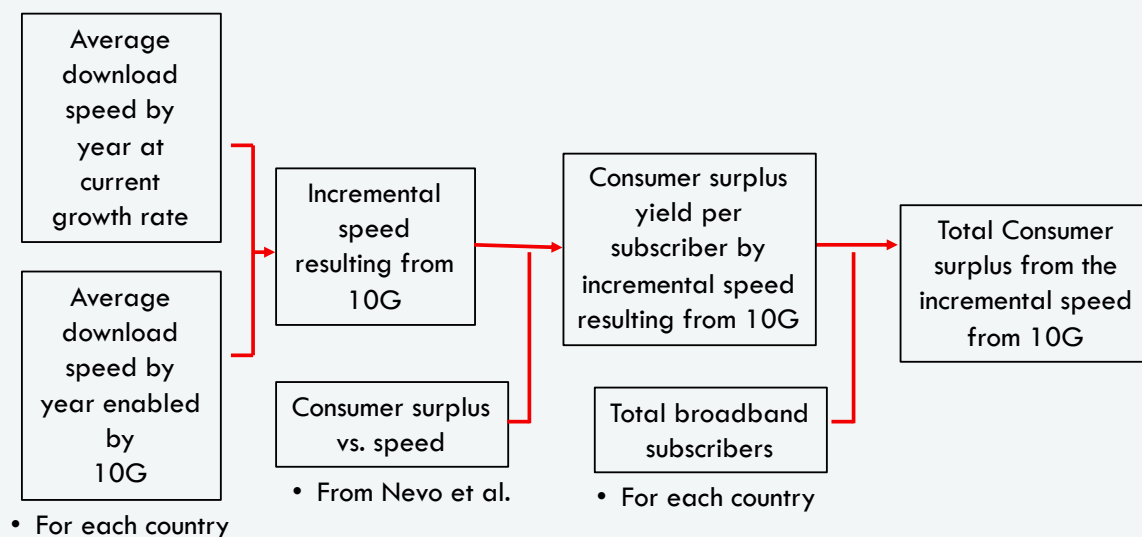 Average
download
speed by
year at
current
growth rate
Average
download
speed by
year enabled
by
10G
• For each country
Incremental
speed
resulting from
10G
Consumer surplus
vs. speed
• From Nevo et al.
Consumer surplus
yield per
subscriber by
incremental speed
resulting from 10G
Total broadband
subscribers
• For each country
Total Consumer
surplus from the
incremental speed
from 10G